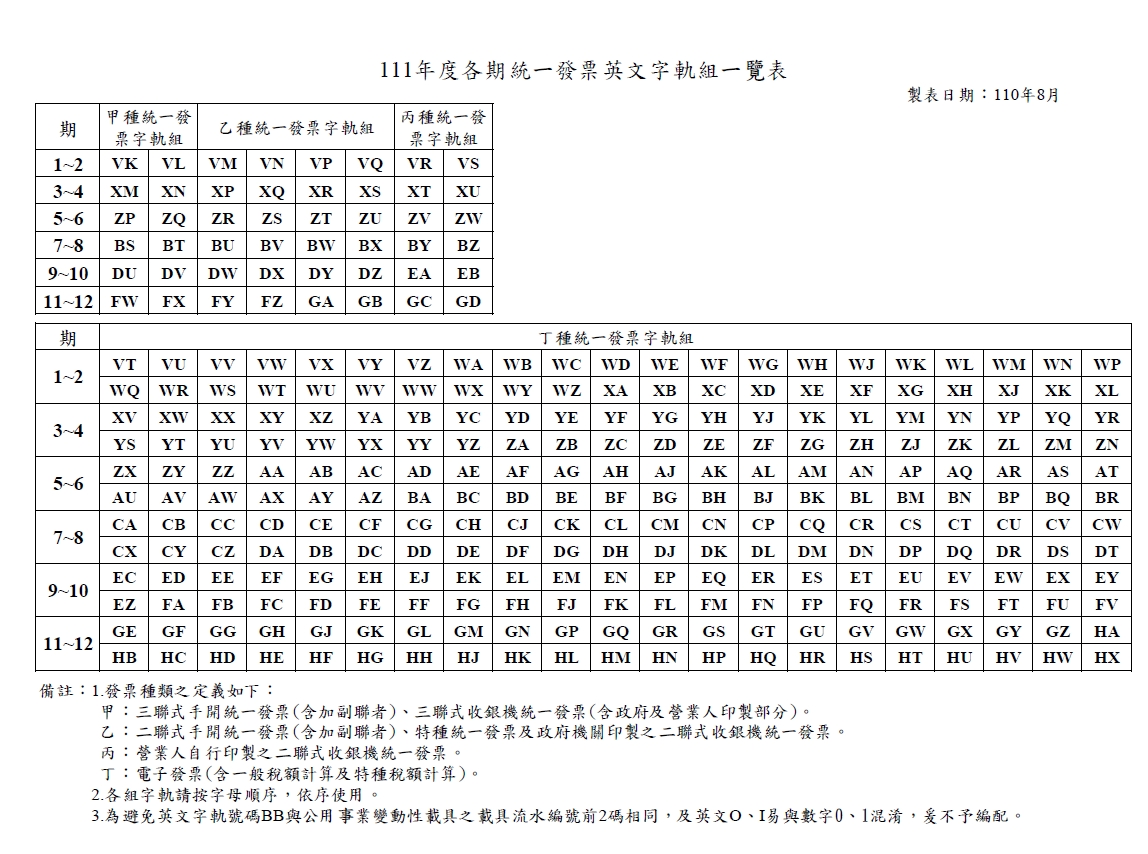 111年度各期統一發票英文字軌組一覽表
製表日期：110年8月
期 甲種統一發票字軌組 乙種統一發票字軌組 丙種統一發票字軌組
1~2 VK VL VM VN VP VQ VR VS
3~4 XM XN XP XQ XR XS XT XU
5~6 ZP ZQ ZR ZS ZT ZU ZV ZW
7~8 BS BT BU BV BW BX BY BZ
9~10 DU DV DW DX DY DZ EA EB
11~12 FW FX FY FZ GA GB GC GD
期 丁種統一發票字軌組
1~2 VT VU VV VW VX VY VZ WA WB WC WD WE WF WG WH WJ WK WL WM WN WP
WQ WR WS WT WU WV WW WX WY WZ XA XB XC XD XE XF XG XH XJ XK XL
3~4 XV XW XX XY XZ YA YB YC YD YE YF YG YH YJ YK YL YM YN YP YQ YR
YS YT YU YV YW YX YY YZ ZA ZB ZC ZD ZE ZF ZG ZH ZJ ZK ZL ZM ZN
5~6 ZX ZY ZZ AA AB AC AD AE AF AG AH AJ AK AL AM AN AP AQ AR AS AT
AU AV AW AX AY AZ BA BC BD BE BF BG BH BJ BK BL BM BN BP BQ BR
7~8 CA CB CC CD CE CF CG CH CJ CK CL CM CN CP CQ CR CS CT CU CV CW
CX CY CZ DA DB DC DD DE DF DG DH DJ DK DL DM DN DP DQ DR DS DT
9~10 EC ED EE EF EG EH EJ EK EL EM EN EP EQ ER ES ET EU EV EW EX EY
EZ FA FB FC FD FE FF FG FH FJ FK FL FM FN FP FQ FR FS FT FU FV
11~12 GE GF GG GH GJ GK GL GM GN GP GQ GR GS GT GU GV GW GX GY GZ HA
HB HC HD HE HF HG HH HJ HK HL HM HN HP HQ HR HS HT HU HV HW HX
備註：1.發票種類之定義如下：
甲：三聯式手開統一發票(含加副聯者)、三聯式收銀機統一發票(含政府及營業人印製部分)。
乙：二聯式手開統一發票(含加副聯者)、特種統一發票及政府機關印製之二聯式收銀機統一發票。
丙：營業人自行印製之二聯式收銀機統一發票。
丁：電子發票(含一般稅額計算及特種稅額計算)。
2.各組字軌請按字母順序，依序使用。
3.為避免英文字軌號碼BB與公用事業變動性載具之載具流水編號前2碼相同，及英文O、I易與數字0、1混淆，爰不予編配。